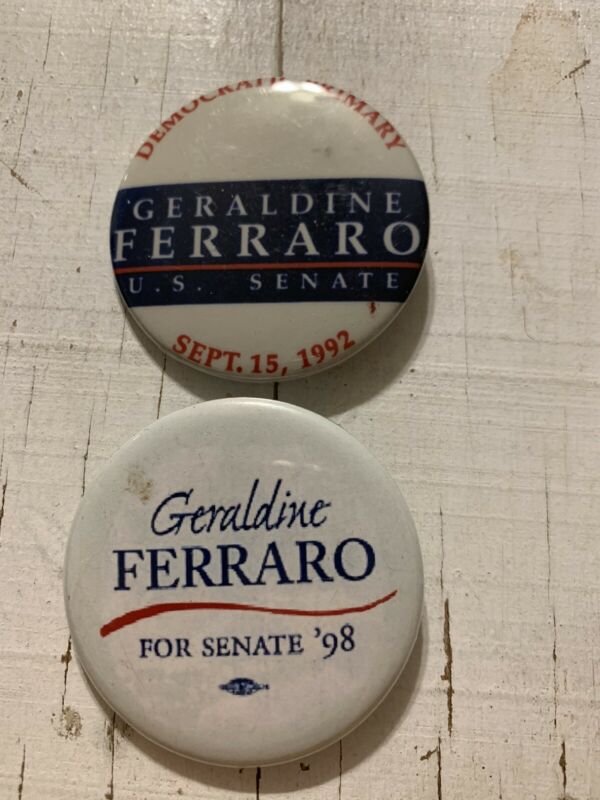 DEMOCRATIC PRIMARY
GERALDINE
FERRARO
U.S. SENATE
SEPT. 15, 1992
Geraldine
FERRARO
FOR SENATE '98